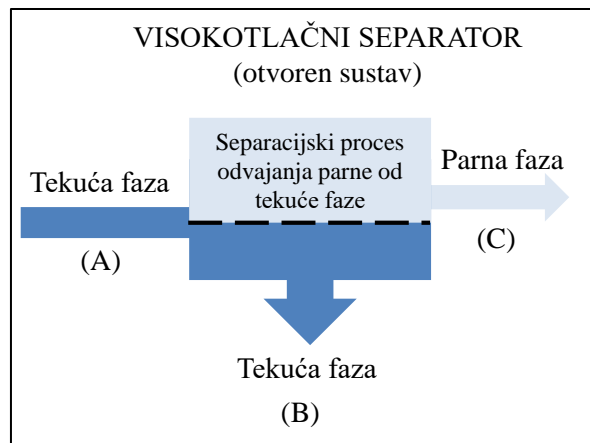 VISOKOTLAČNI SEPARATOR
(otvoren sustav)
Separacijski proces
odvajanja parne od
tekuće faze
Tekuća faza
(A)
Parna faza
(C)
Tekuća faza
(B)